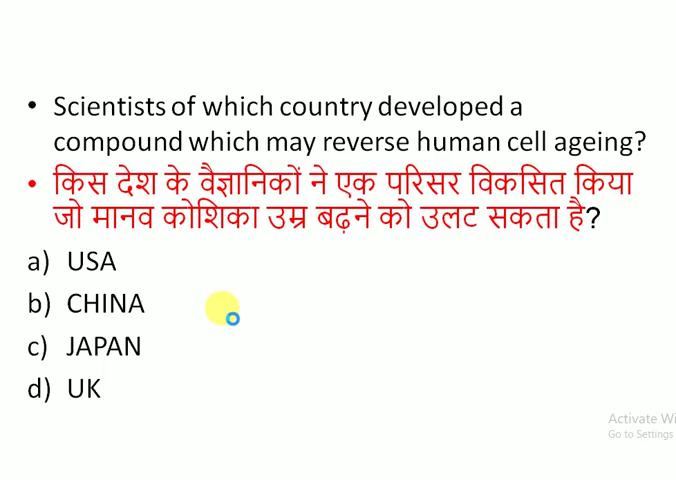 • Scientists of which country developed a
compound which may reverse human cell ageing?
• किस देश के वैज्ञानिकों ने एक परिसर विकसित किया
जो मानव कोशिका उम्र बढ़ने को उलट सकता है?
a) USA
b) CHINA
c) JAPAN
d) UK
Activate Wi
Go to Settings